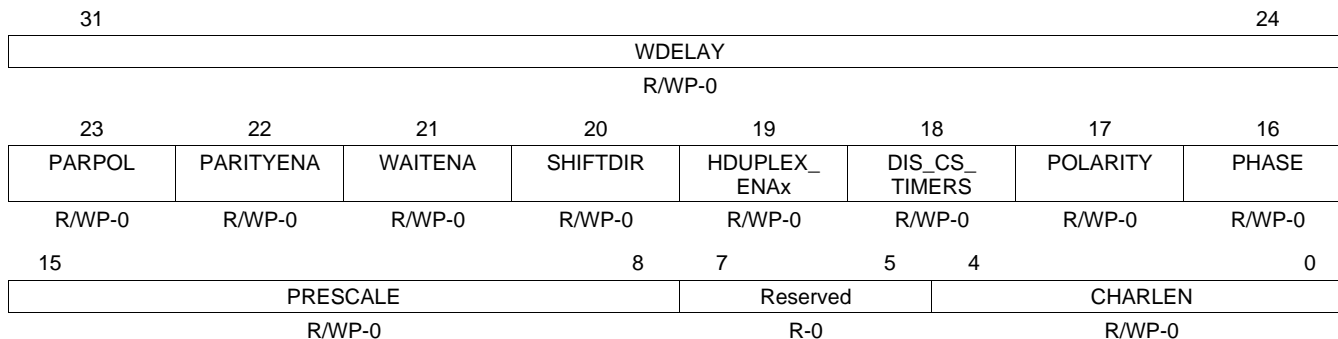 31 24
WDELAY
R/WP-0
23 22 21 20 19 18 17 16
PARPOL PARITYENA WAITENA SHIFTDIR HDUPLEX_ DIS_CS_ POLARITY PHASE
ENAx TIMERS
R/WP-0 R/WP-0 R/WP-0 R/WP-0 R/WP-0 R/WP-0 R/WP-0 R/WP-0
15 8 7 5 4 0
PRESCALE Reserved CHARLEN
R/WP-0 R-0 R/WP-0